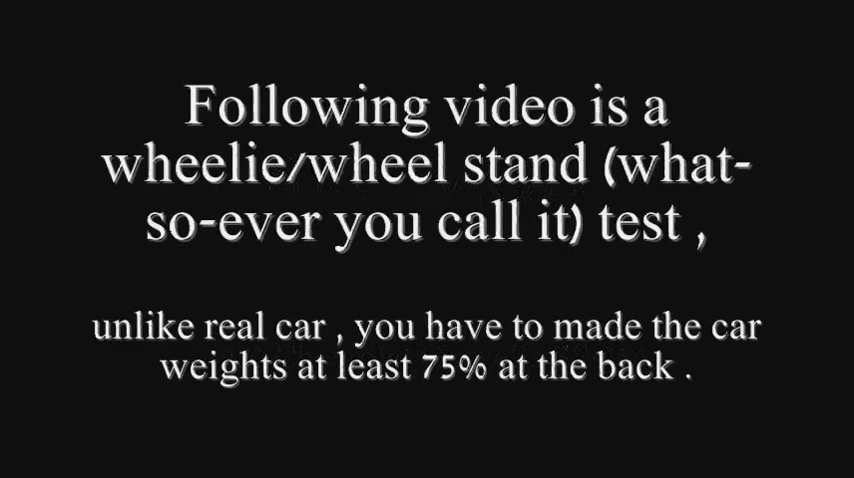 Following video is a
wheelie/wheel stand (what-
so-ever you call it) test ,
unlike real car , you have to made the car
weights at least 75% at the back .